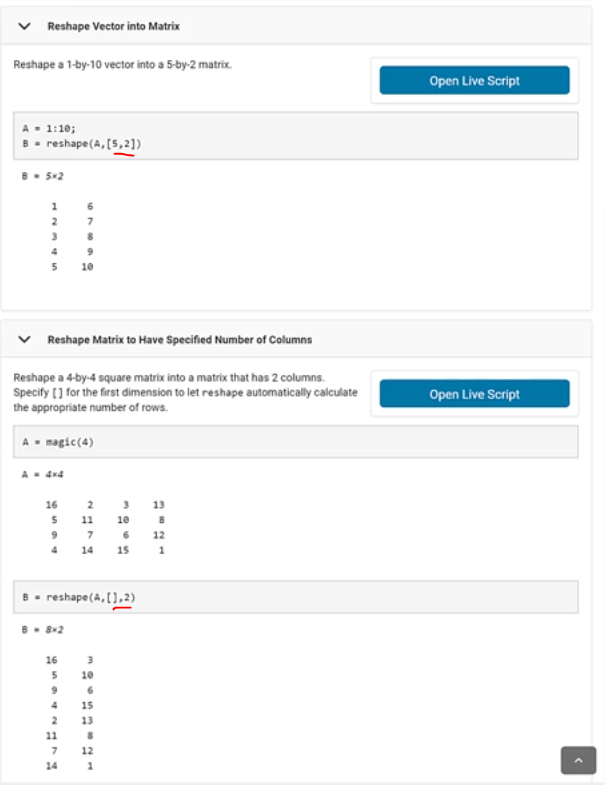 Reshape Vector into Matrix
Reshape a 1-by-10 vector into a 5-by-2 matrix.
Open Live Script
A = 1:10;
B = reshape(A,[5,2])
B = 5×2
1 6
2 7
3 8
4 9
5 10
Reshape Matrix to Have Specified Number of Columns
Reshape a 4-by-4 square matrix into a matrix that has 2 columns.
Specify [] for the first dimension to let reshape automatically calculate
the appropriate number of rows.
Open Live Script
A = magic(4)
A = 4×4
16 2 3 13
5 11 10 8
9 7 6 12
4 14 15 1
B = reshape(A,[],2)
B = 8×2
16 3
5 10
9 6
4 15
2 13
11 8
7 12
14 1